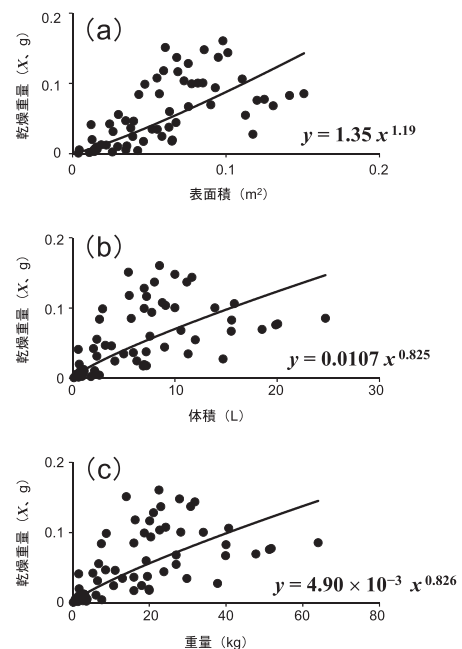 (a)
0.2
0.1
0
乾燥重量 (X、g)
y = 1.35 x^1.19
0 0.1 0.2
表面積 (m²)
(b)
0.2
0.1
0
乾燥重量 (X、g)
y = 0.0107 x^0.825
0 10 20 30
体積 (L)
(c)
0.2
0.1
0
乾燥重量 (X、g)
y = 4.90 × 10⁻³ x^0.826
0 20 40 60 80
重量 (kg)